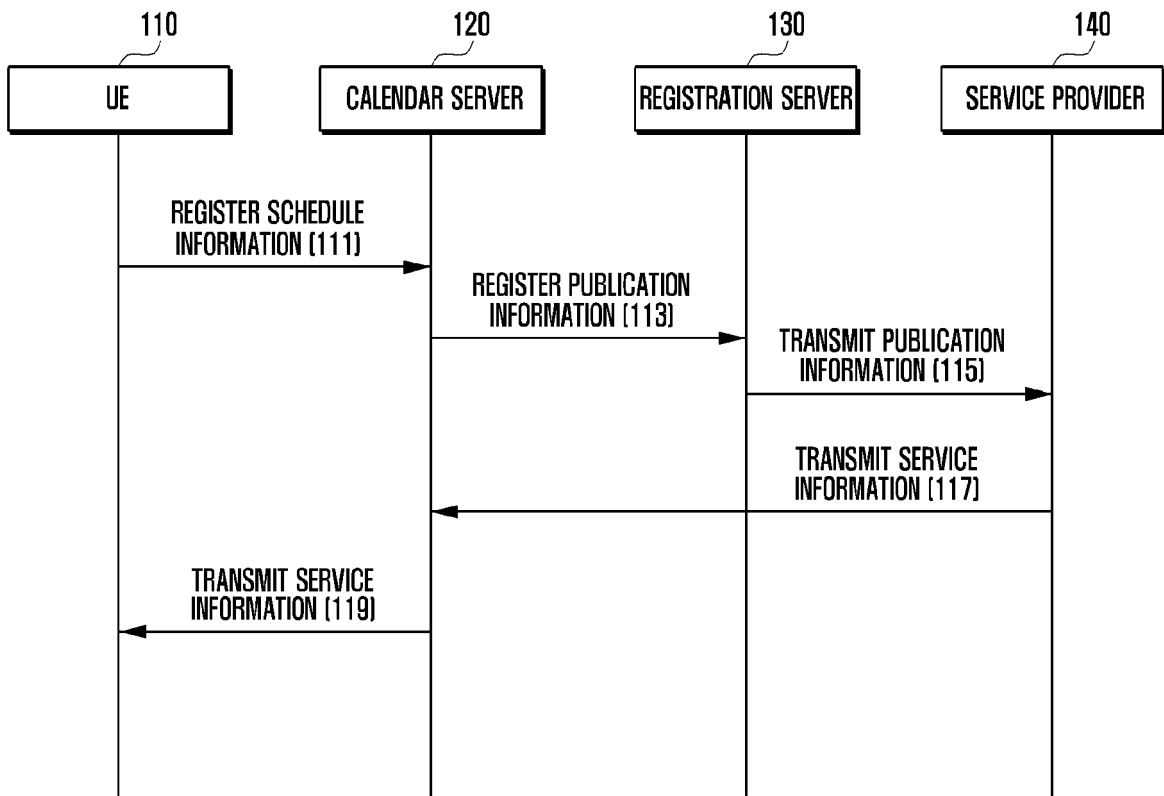 110
120
130
140
UE
CALENDAR SERVER
REGISTRATION SERVER
SERVICE PROVIDER
REGISTER SCHEDULE
INFORMATION (111)
REGISTER PUBLICATION
INFORMATION (113)
TRANSMIT PUBLICATION
INFORMATION (115)
TRANSMIT SERVICE
INFORMATION (117)
TRANSMIT SERVICE
INFORMATION (119)